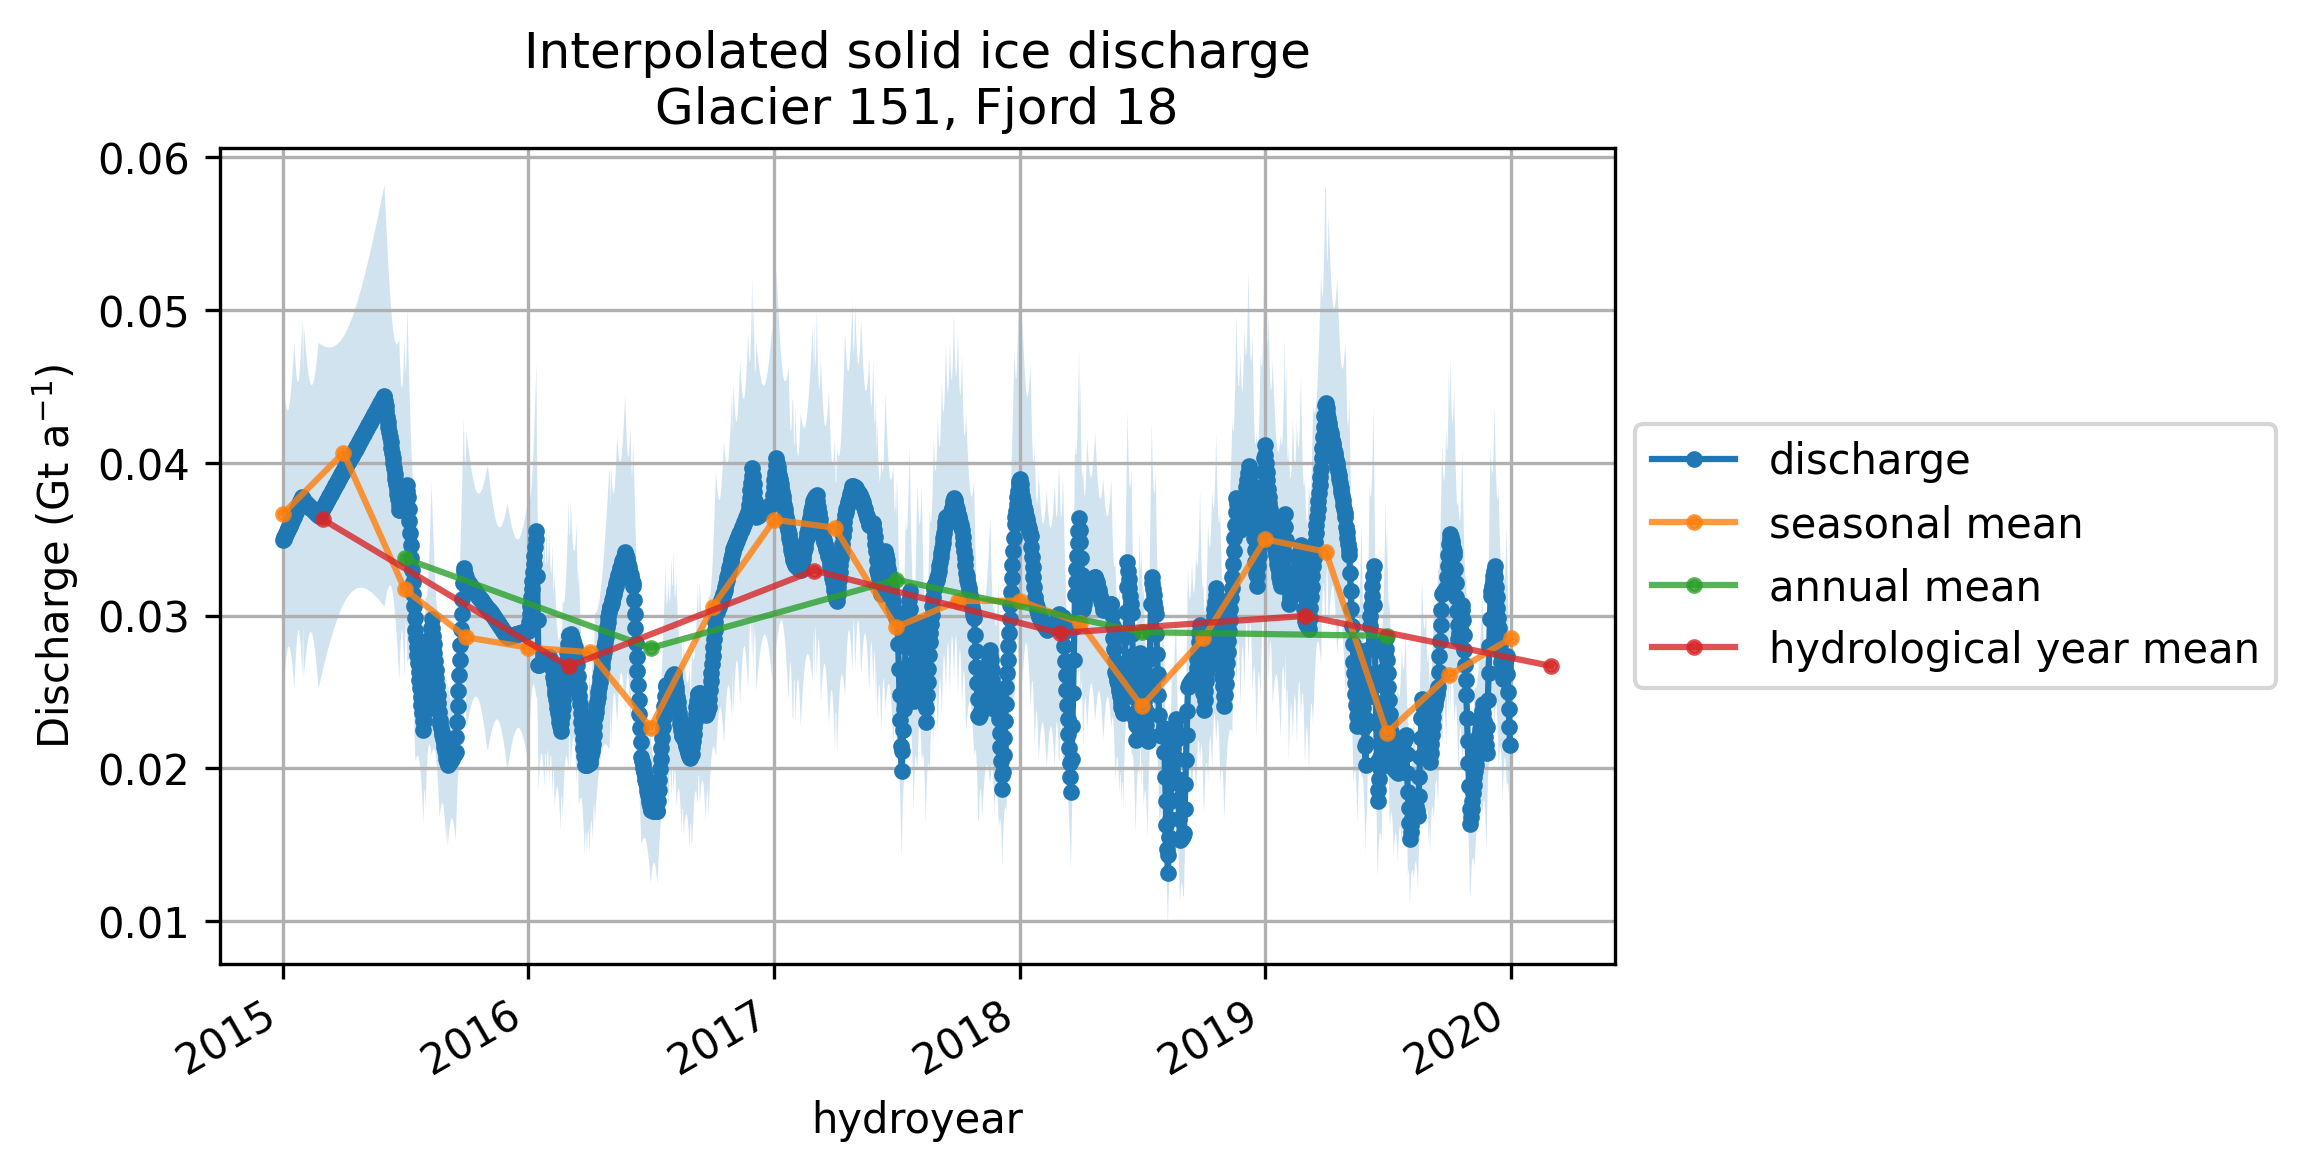 Interpolated solid ice discharge
Glacier 151, Fjord 18
0.06
0.05
0.04
0.03
0.02
0.01
Discharge (Gt a⁻¹)
2015
2016
2017
2018
2019
2020
hydroyear
discharge
seasonal mean
annual mean
hydrological year mean